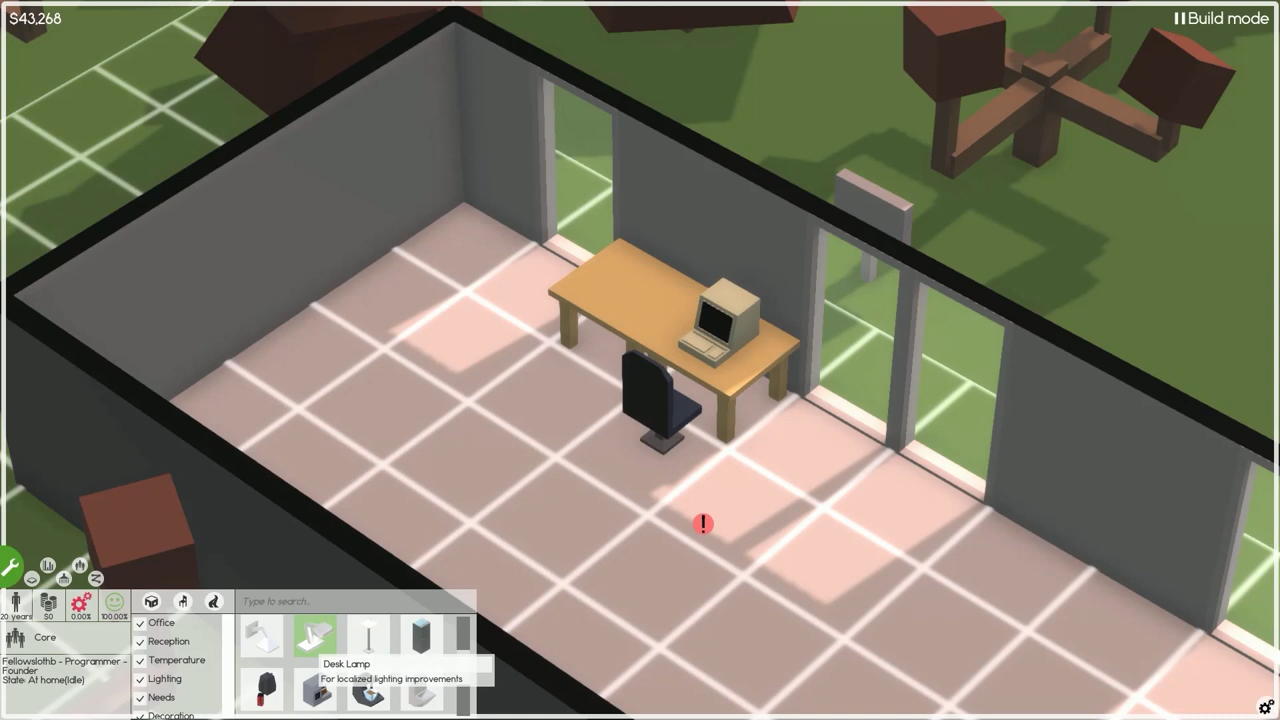 $43,268
Build mode
!
Type to search..
20 years
$0
0.00%
100.00%
Core
Fellowslothb - Programmer -
Founder
State: At home(Idle)
Office
Reception
Temperature
Lighting
Needs
Decoration
Desk Lamp
For localized lighting improvements